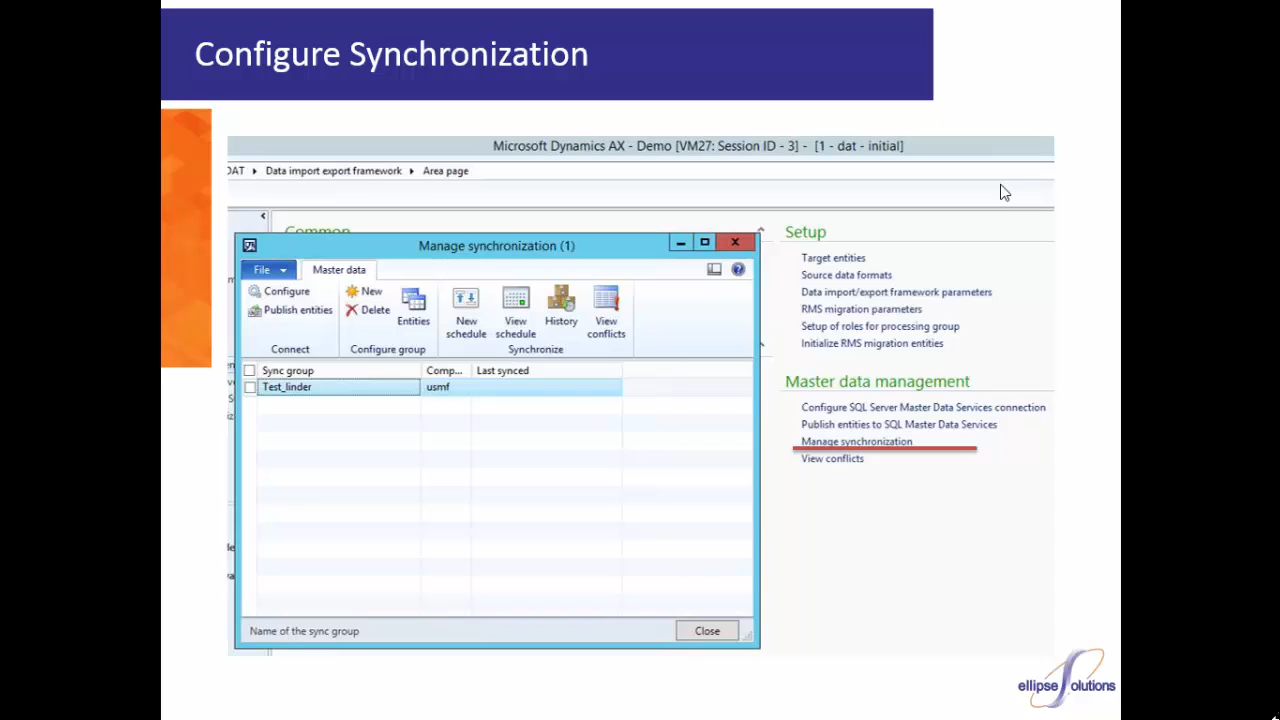 Configure Synchronization
Microsoft Dynamics AX - Demo [VM27: Session ID - 3] - [1 - dat - initial]
DAT ▸ Data import export framework ▸ Area page
Common
Setup
Target entities
Source data formats
Data import/export framework parameters
RMS migration parameters
Setup of roles for processing group
Initialize RMS migration entities
Master data management
Configure SQL Server Master Data Services connection
Publish entities to SQL Master Data Services
Manage synchronization
View conflicts
Manage synchronization (1)
File
Master data
Configure
Publish entities
Connect
New
Delete
Entities
Configure group
New schedule
View schedule
History
View conflicts
Synchronize
Sync group Comp... Last synced
Test_linder usmf
Name of the sync group
Close
ellipse Solutions